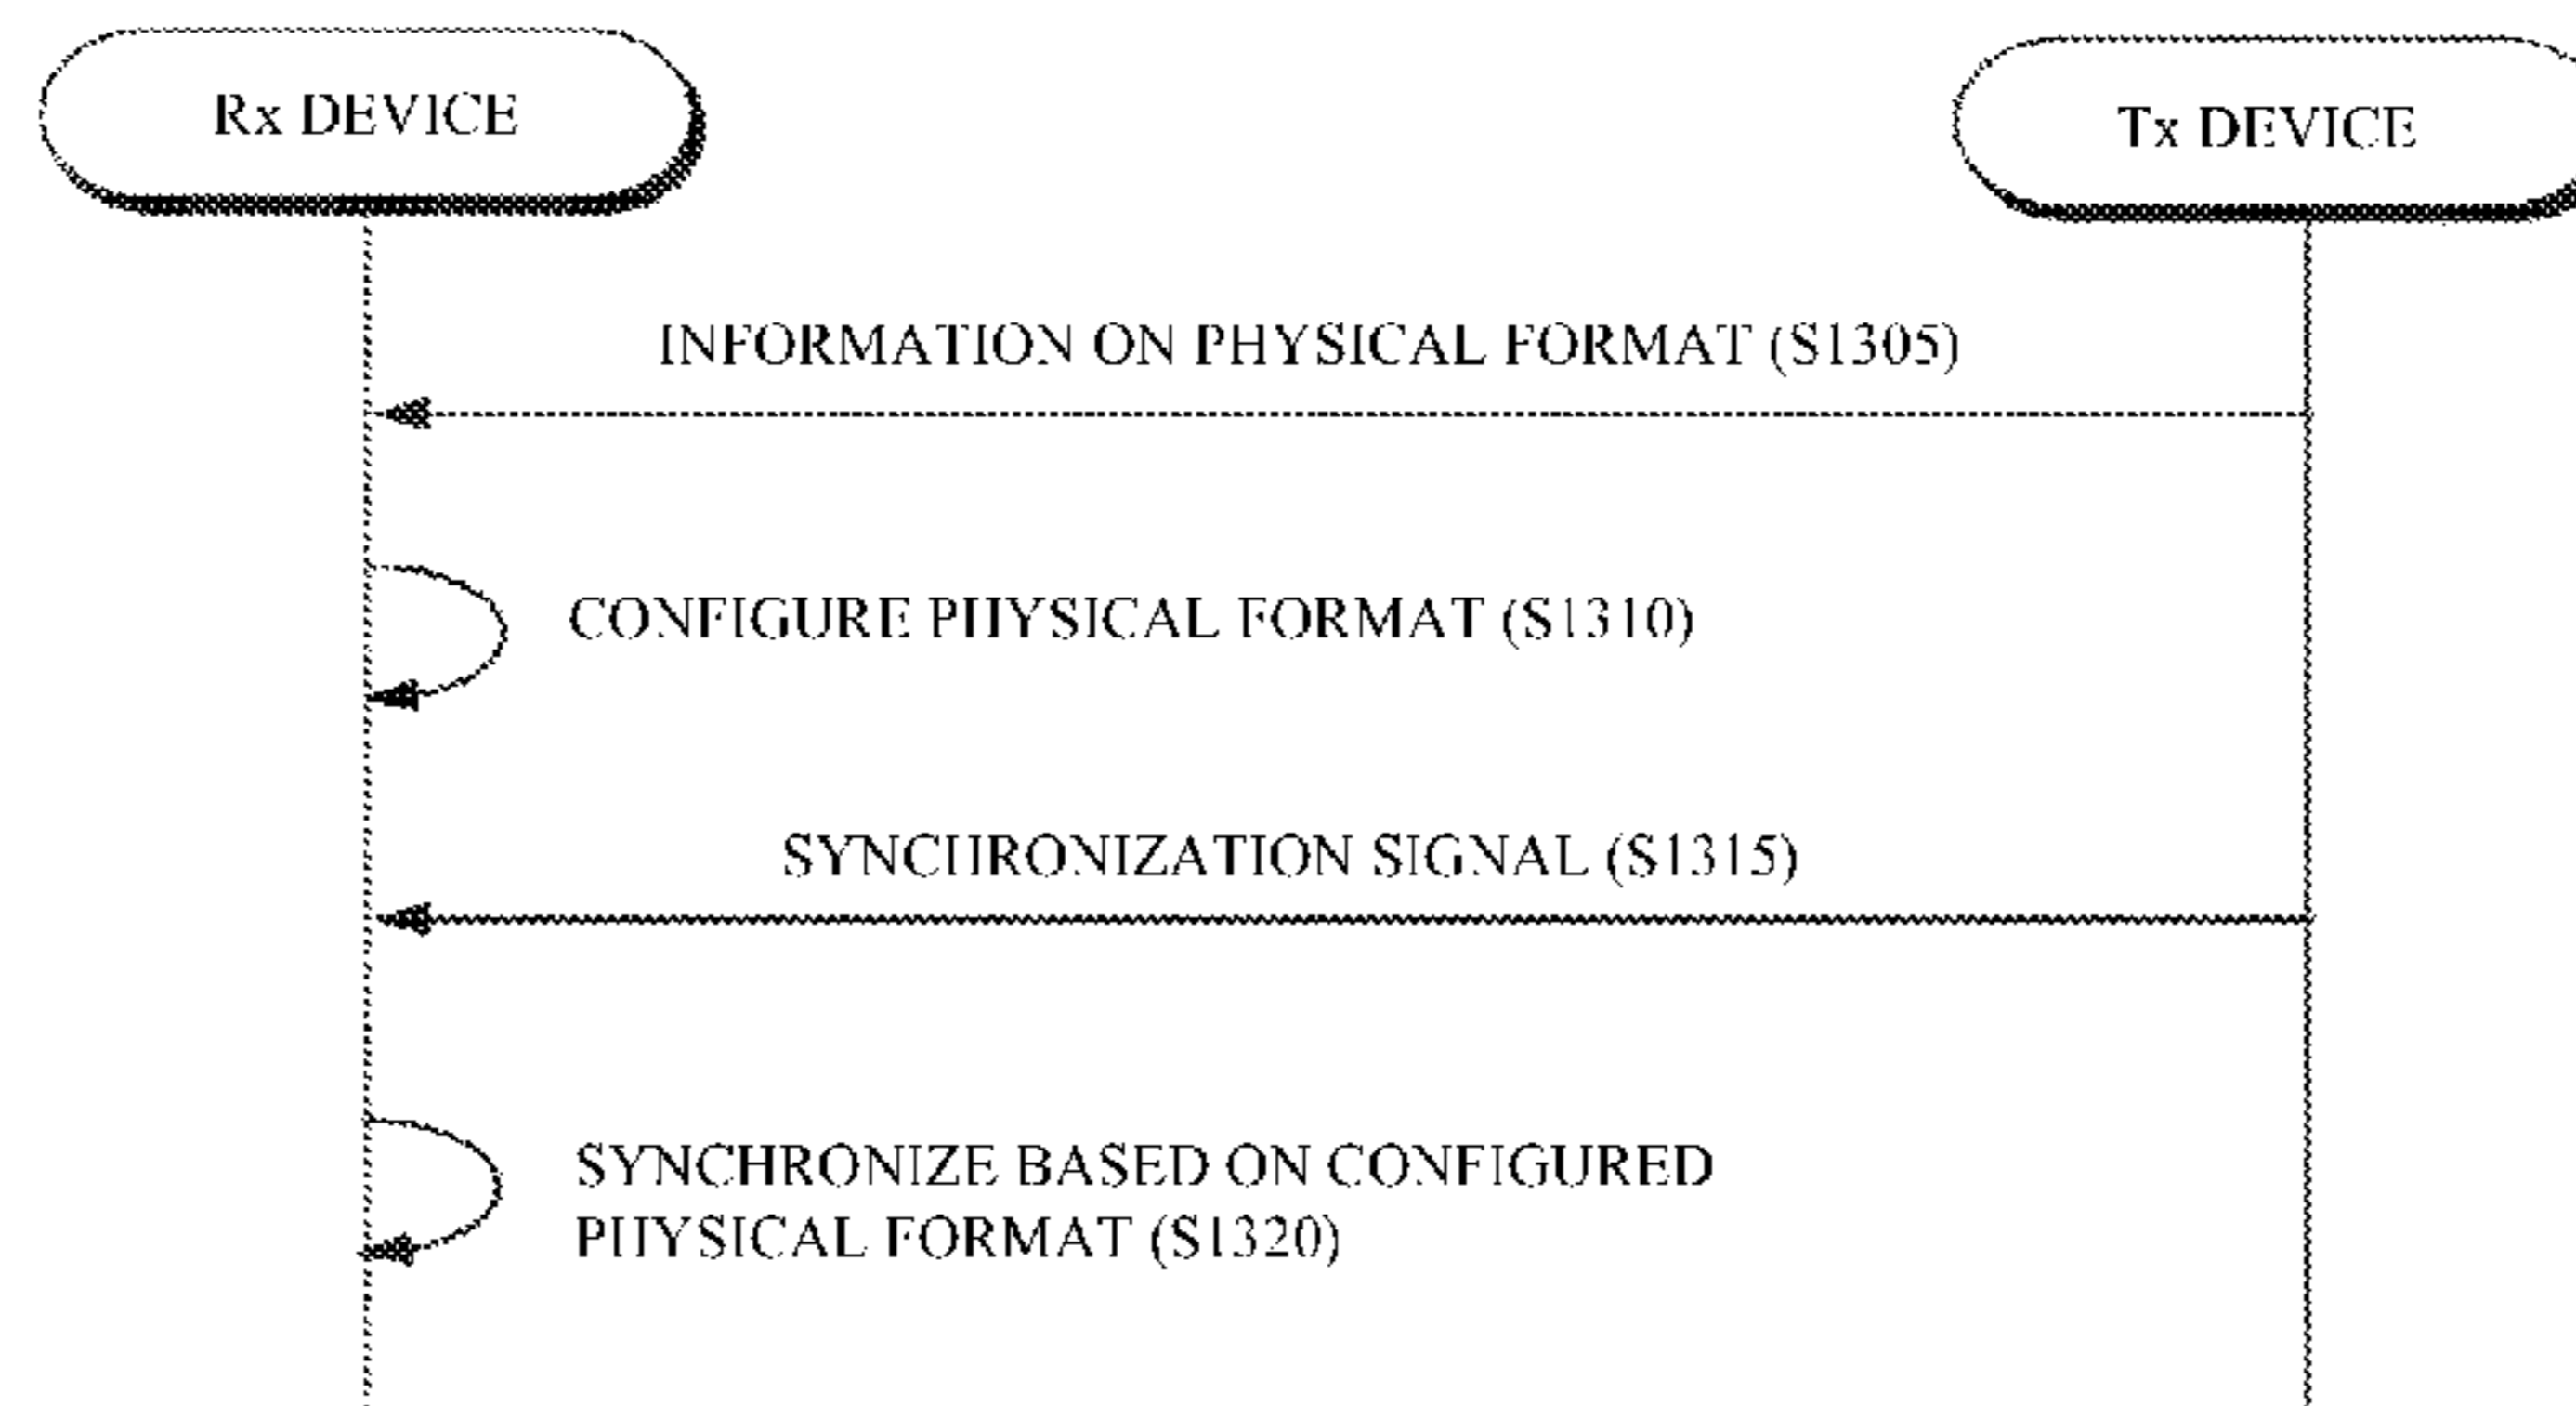 Rx DEVICE
Tx DEVICE
INFORMATION ON PHYSICAL FORMAT (S1305)
CONFIGURE PHYSICAL FORMAT (S1310)
SYNCHRONIZATION SIGNAL (S1315)
SYNCHRONIZE BASED ON CONFIGURED
PHYSICAL FORMAT (S1320)